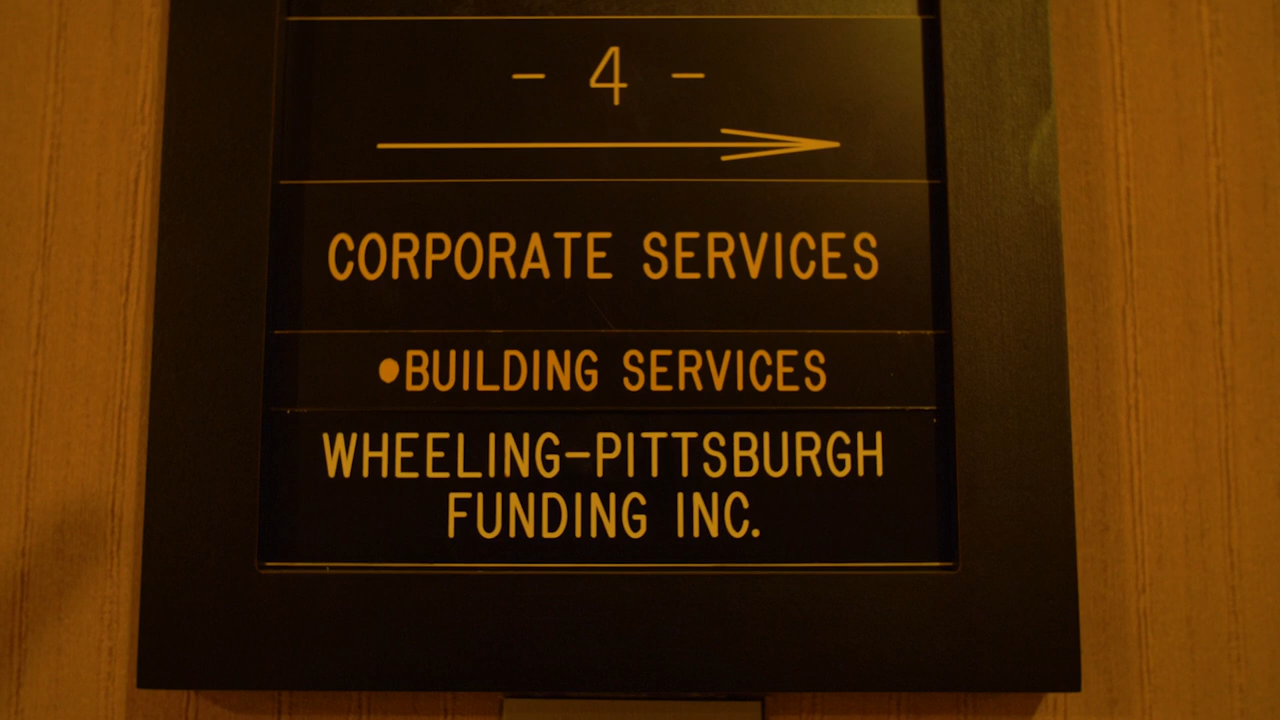 - 4 -
CORPORATE SERVICES
•BUILDING SERVICES
WHEELING-PITTSBURGH
FUNDING INC.